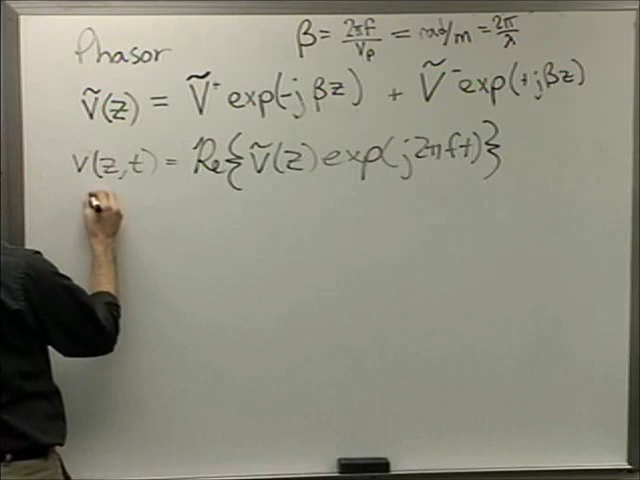 Phasor β = 2πf/Vp = rad/m = 2π/λ
Ṽ(z) = Ṽ⁺ exp(-jβz) + Ṽ⁻ exp(+jβz)
v(z,t) = Re{Ṽ(z) exp(j2πft)}